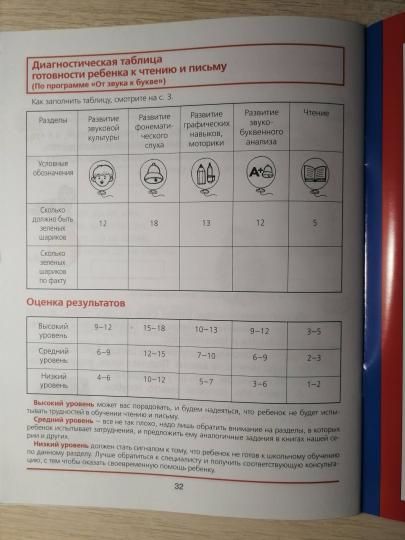 Диагностическая таблица
готовности ребенка к чтению и письму
(По программе «От звука к букве»)
Как заполнить таблицу, смотрите на с. 3.
Разделы
Развитие звуковой культуры
Развитие фонемати-ческого слуха
Развитие графических навыков, моторики
Развитие звуко-буквенного анализа
Чтение
Условные обозначения
А+
Сколько должно быть зеленых шариков
12 18 13 12 5
Сколько зеленых шариков по факту
Оценка результатов
Высокий уровень 9–12 15–18 10–13 9–12 3–5
Средний уровень 6–9 12–15 7–10 6–9 2–3
Низкий уровень 4–6 10–12 5–7 3–6 1–2
Высокий уровень может вас порадовать, и будем надеяться, что ребенок не будет испы-
тывать трудностей в обучении чтению и письму.
Средний уровень — все не так плохо, надо лишь обратить внимание на разделы, в которых
ребенок испытывает затруднения, и предложить ему аналогичные задания в книгах нашей се-
рии и других.
Низкий уровень должен стать сигналом к тому, что ребенок не готов к школьному обучению
по данному разделу. Лучше обратиться к специалисту и получить соответствующую консульта-
цию, с тем чтобы оказать своевременную помощь ребенку.
32